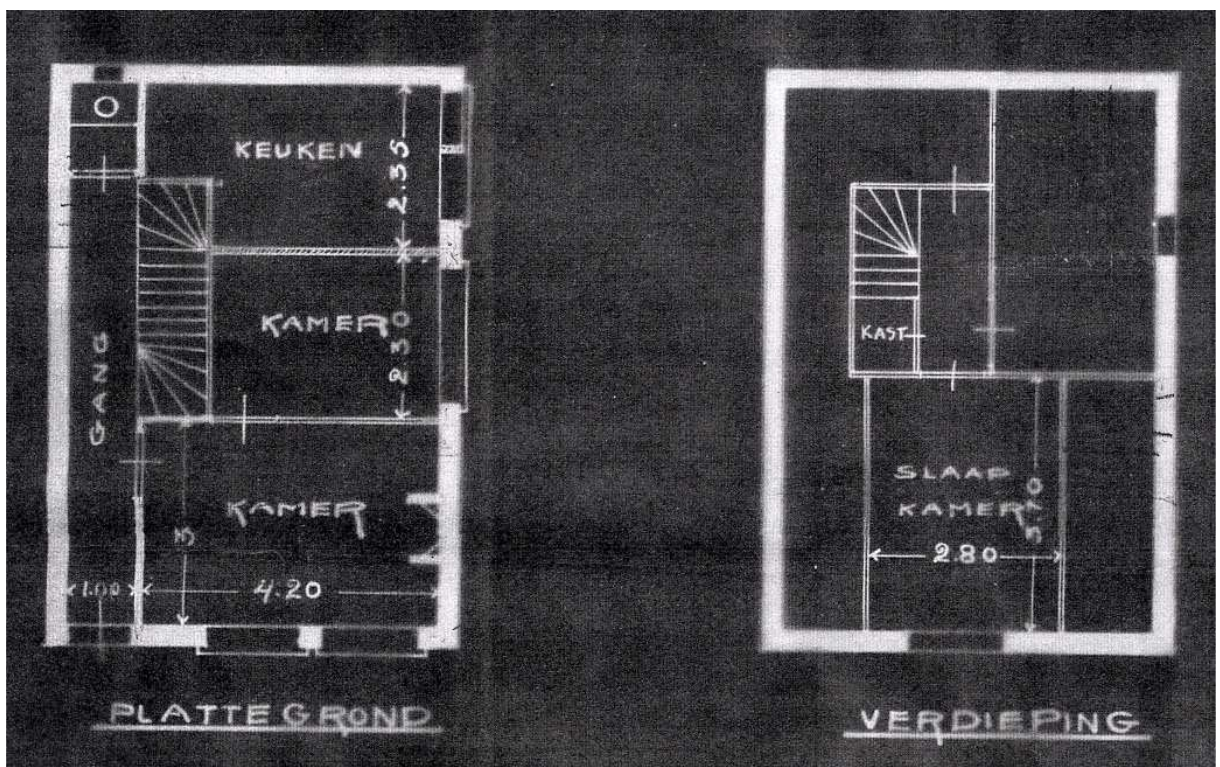 KEUKEN
2.35
KAMER
2.30
GANG
KAMER
3
1.00
4.20
PLATTEGROND
KAST
SLAAP
KAMER
2.80
VERDIEPING